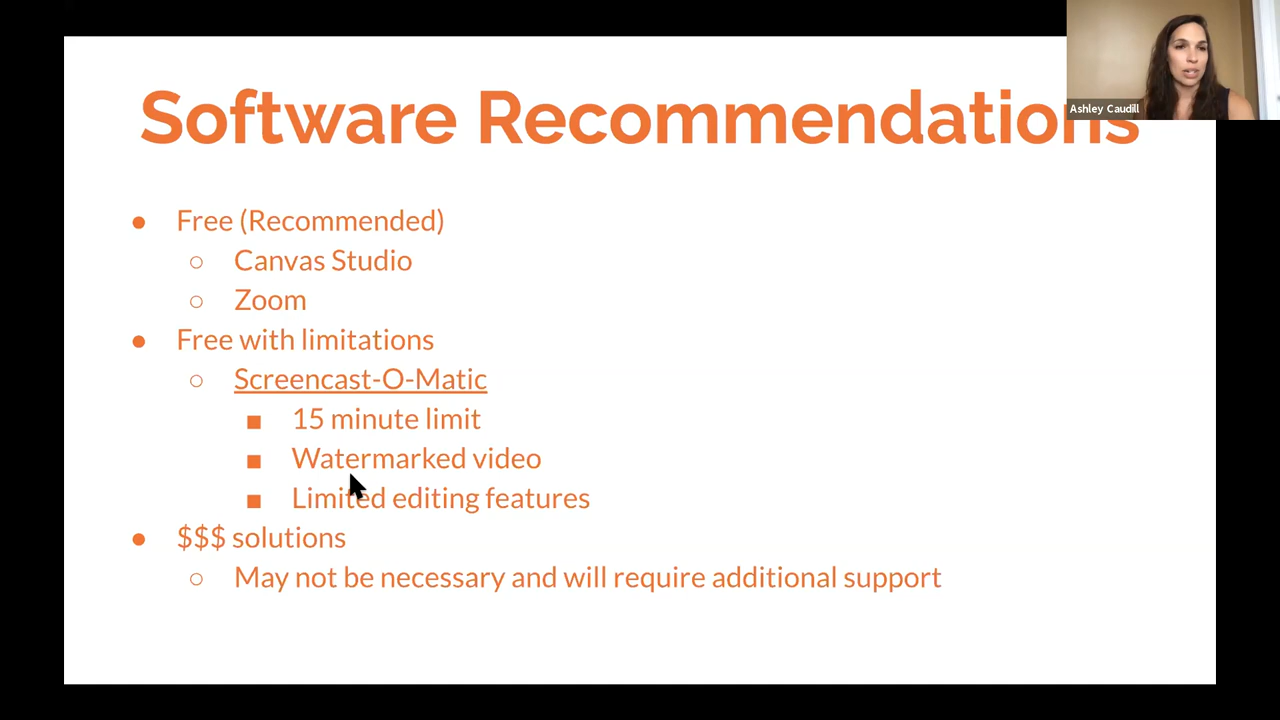 Software Recommendations
Ashley Caudill
● Free (Recommended)
○ Canvas Studio
○ Zoom
● Free with limitations
○ Screencast-O-Matic
■ 15 minute limit
■ Watermarked video
■ Limited editing features
● $$$ solutions
○ May not be necessary and will require additional support